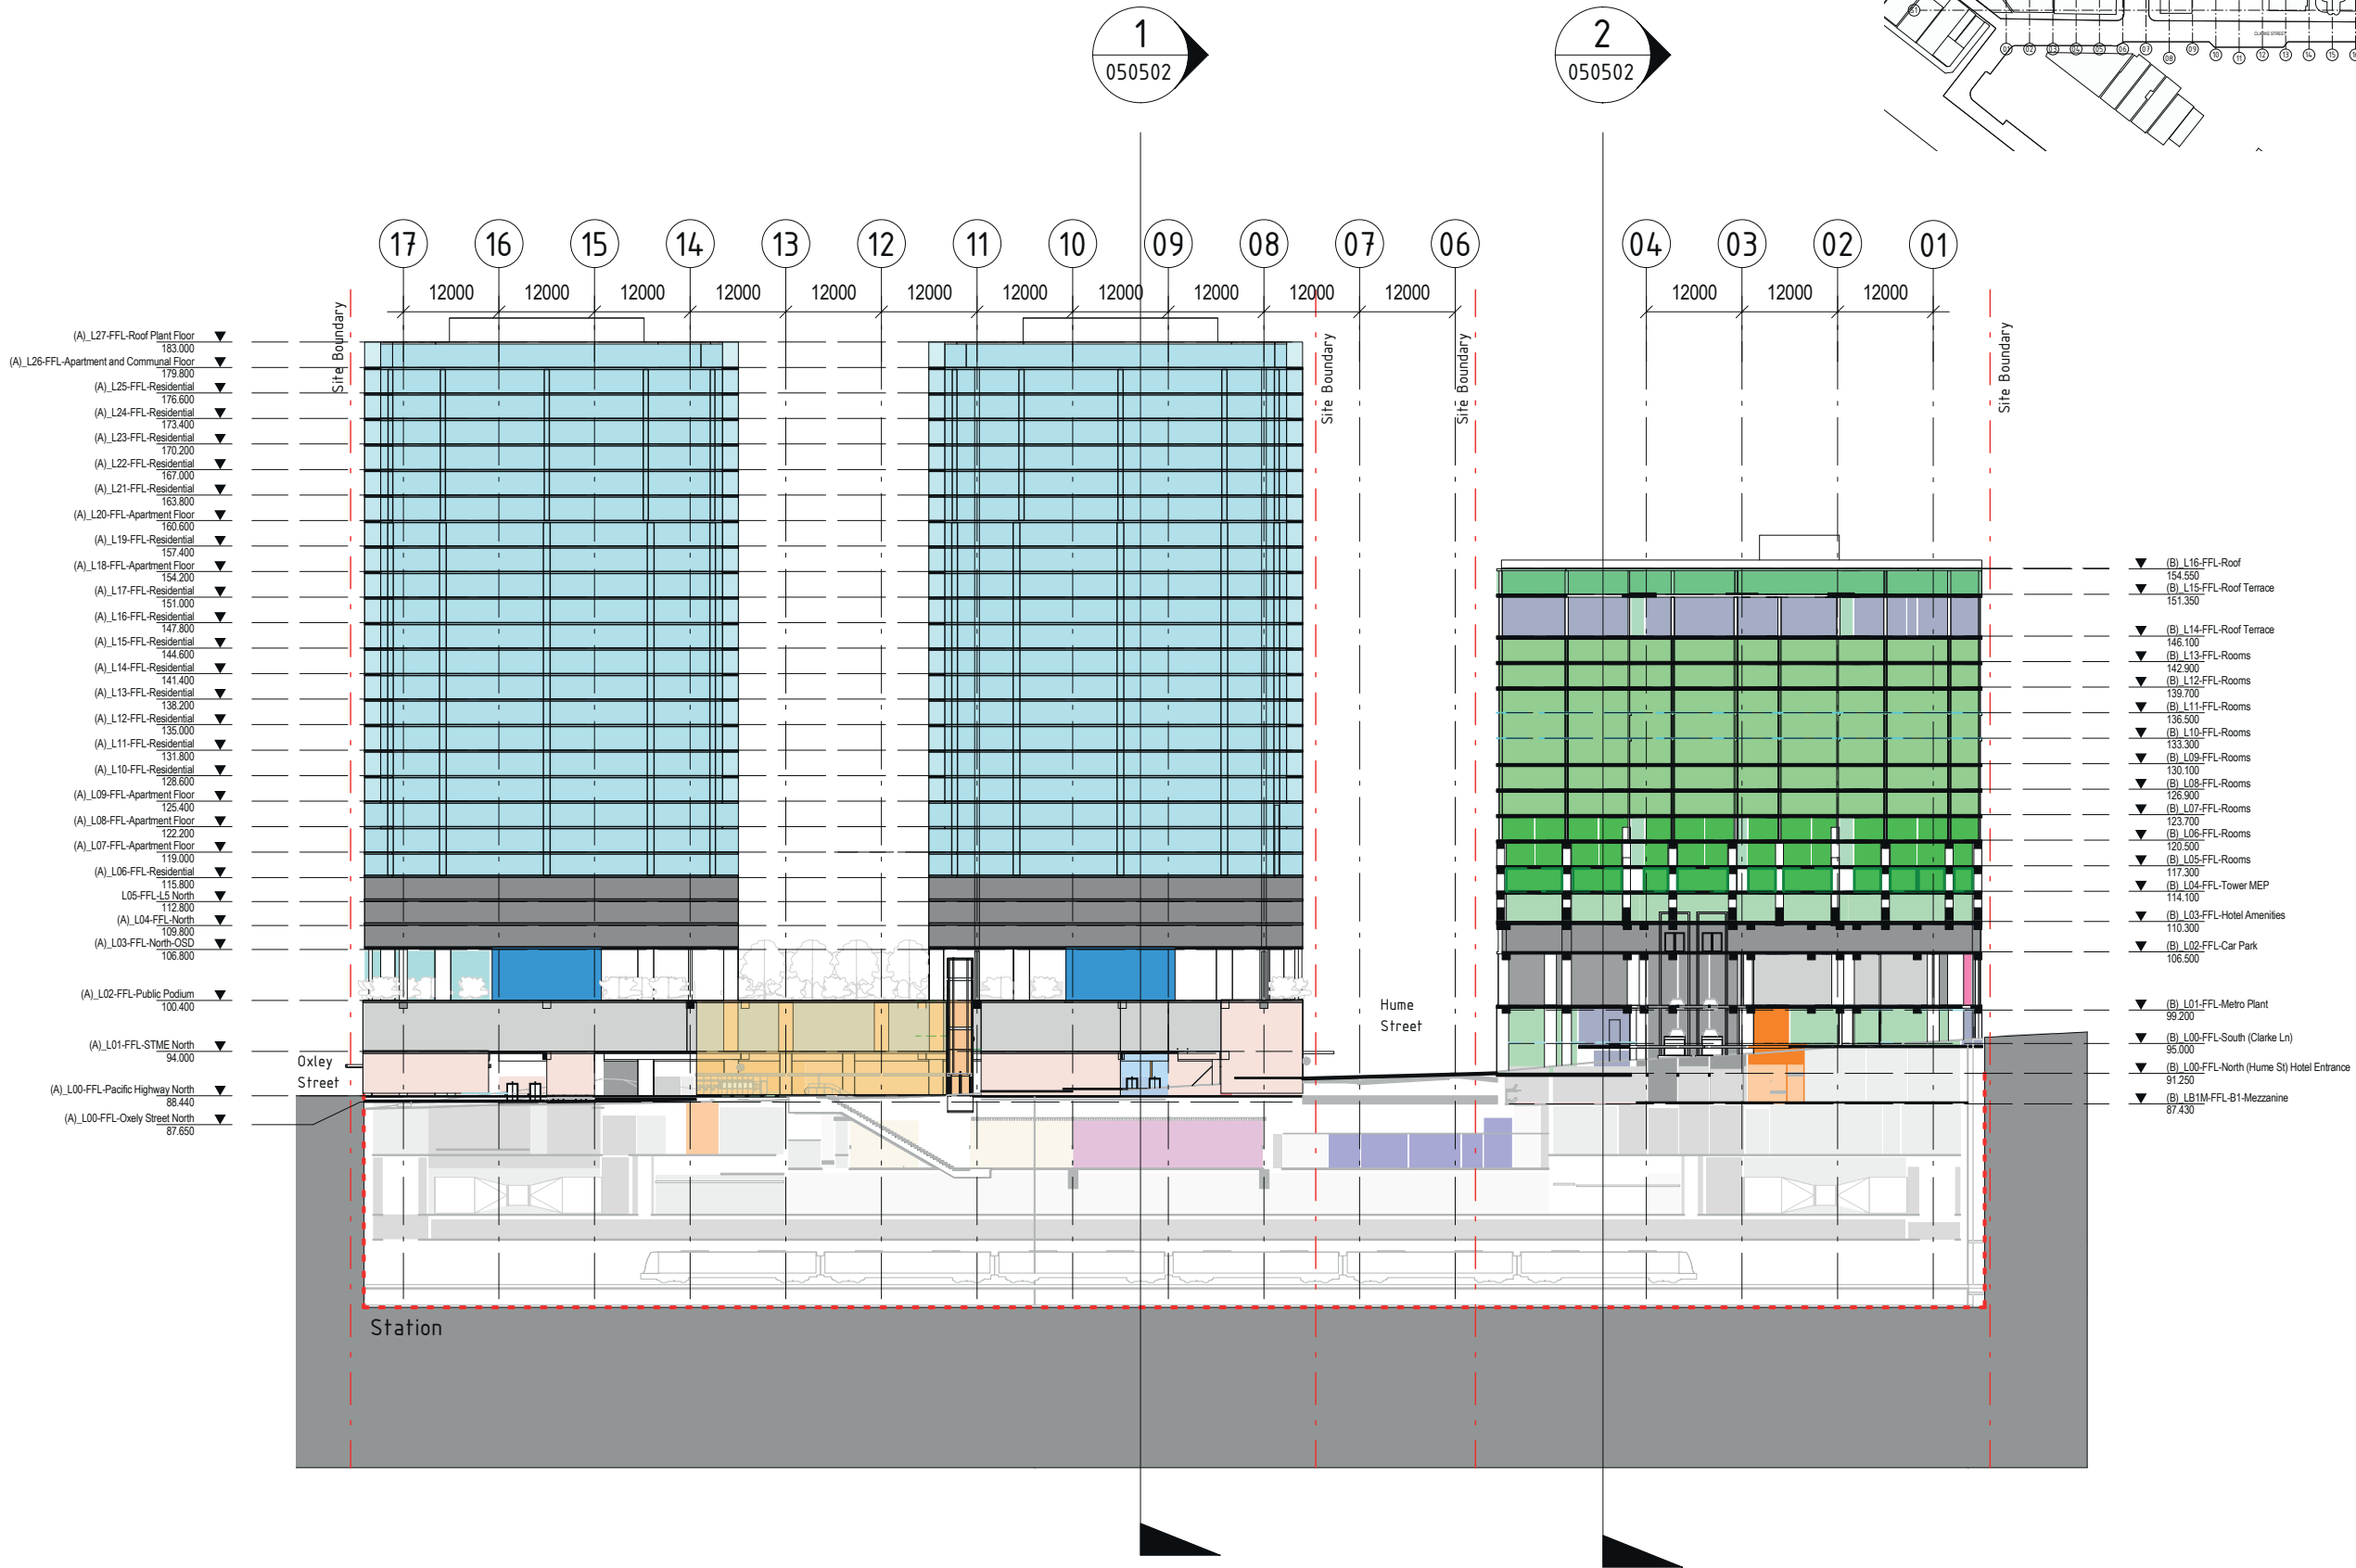 1
050502
2
050502
01 02 03 04 05 06 07 08 09 10 11 12 13 14 15
17 16 15 14 13 12 11 10 09 08 07 06 04 03 02 01
12000 12000 12000 12000 12000 12000 12000 12000 12000 12000 12000 12000 12000 12000
Site Boundary
Site Boundary
Site Boundary
Site Boundary
(A)_L27-FFL-Roof Plant Floor
183.000
(A)_L26-FFL-Apartment and Communal Floor
179.800
(A)_L25-FFL-Residential
176.600
(A)_L24-FFL-Residential
173.400
(A)_L23-FFL-Residential
170.200
(A)_L22-FFL-Residential
167.000
(A)_L21-FFL-Residential
163.800
(A)_L20-FFL-Apartment Floor
160.600
(A)_L19-FFL-Residential
157.400
(A)_L18-FFL-Apartment Floor
154.200
(A)_L17-FFL-Residential
151.000
(A)_L16-FFL-Residential
147.800
(A)_L15-FFL-Residential
144.600
(A)_L14-FFL-Residential
141.400
(A)_L13-FFL-Residential
138.200
(A)_L12-FFL-Residential
135.000
(A)_L11-FFL-Residential
131.800
(A)_L10-FFL-Residential
128.600
(A)_L09-FFL-Apartment Floor
125.400
(A)_L08-FFL-Apartment Floor
122.200
(A)_L07-FFL-Apartment Floor
119.000
(A)_L06-FFL-Residential
115.800
L05-FFL-L5 North
112.800
(A)_L04-FFL-North
109.800
(A)_L03-FFL-North-OSD
106.800
(A)_L02-FFL-Public Podium
100.400
(A)_L01-FFL-STME North
94.000
(A)_L00-FFL-Pacific Highway North
88.440
(A)_L00-FFL-Oxely Street North
87.650
Oxley
Street
Hume
Street
Station
(B)_L16-FFL-Roof
154.550
(B)_L15-FFL-Roof Terrace
151.350
(B)_L14-FFL-Roof Terrace
146.100
(B)_L13-FFL-Rooms
142.900
(B)_L12-FFL-Rooms
139.700
(B)_L11-FFL-Rooms
136.500
(B)_L10-FFL-Rooms
133.300
(B)_L09-FFL-Rooms
130.100
(B)_L08-FFL-Rooms
126.900
(B)_L07-FFL-Rooms
123.700
(B)_L06-FFL-Rooms
120.500
(B)_L05-FFL-Rooms
117.300
(B)_L04-FFL-Tower MEP
114.100
(B)_L03-FFL-Hotel Amenities
110.300
(B)_L02-FFL-Car Park
106.500
(B)_L01-FFL-Metro Plant
99.200
(B)_L00-FFL-South (Clarke Ln)
95.000
(B)_L00-FFL-North (Hume St) Hotel Entrance
91.250
(B)_LB1M-FFL-B1-Mezzanine
87.430